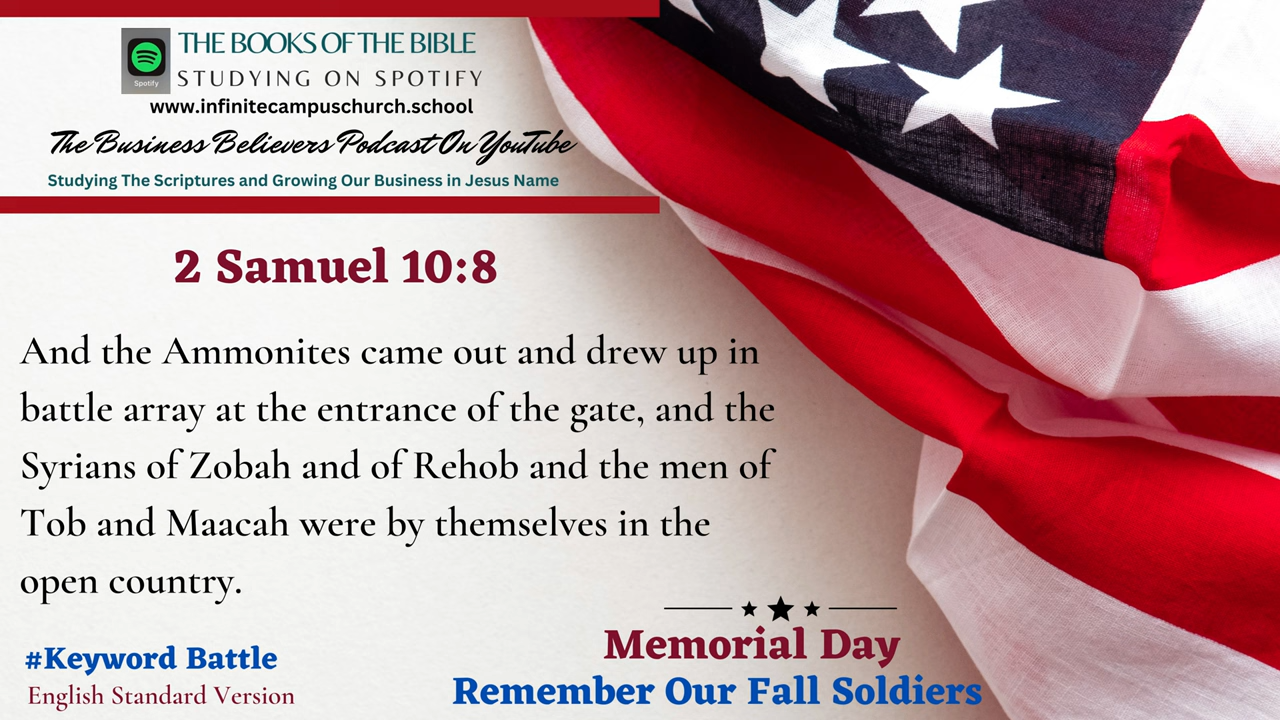 THE BOOKS OF THE BIBLE
Spotify
STUDYING ON SPOTIFY
www.infinitecampuschurch.school
The Business Believers Podcast On YouTube
Studying The Scriptures and Growing Our Business in Jesus Name
2 Samuel 10:8
And the Ammonites came out and drew up in
battle array at the entrance of the gate, and the
Syrians of Zobah and of Rehob and the men of
Tob and Maacah were by themselves in the
open country.
#Keyword Battle
English Standard Version
Memorial Day
Remember Our Fall Soldiers